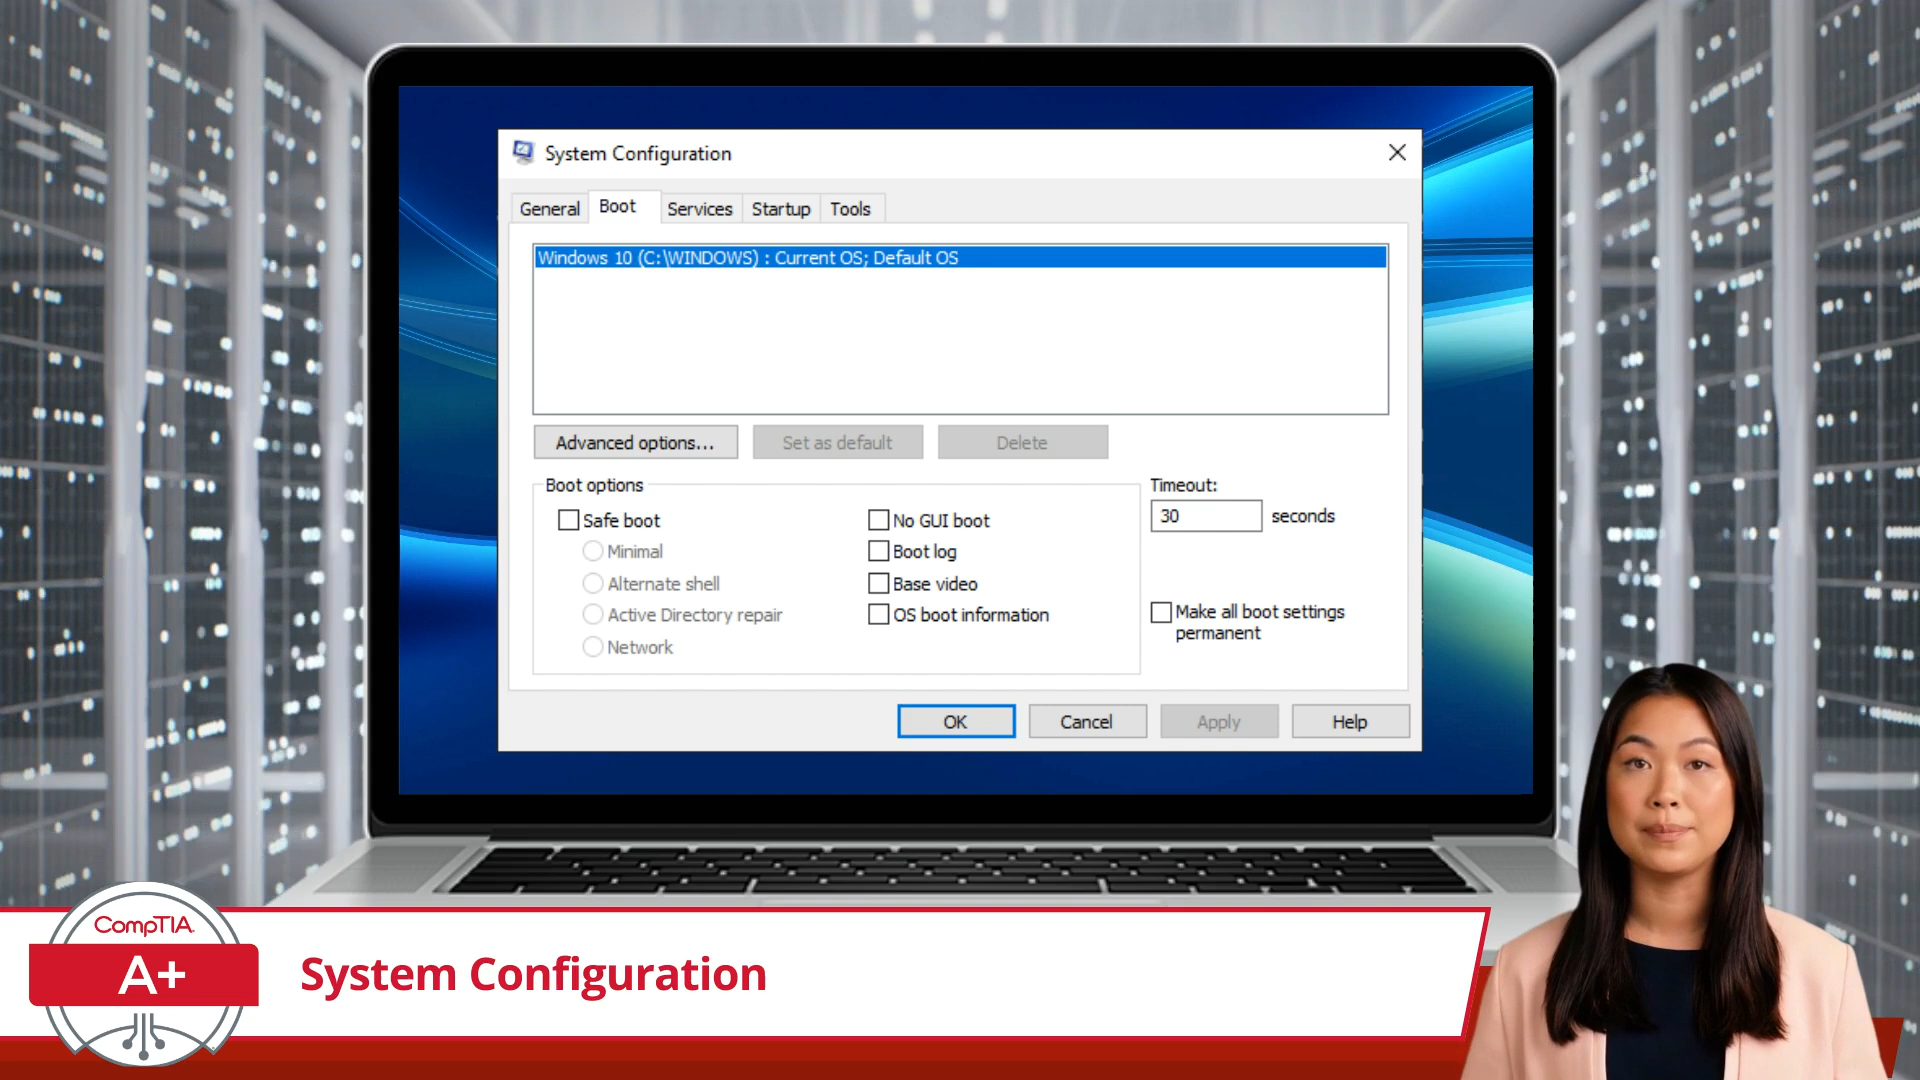 System Configuration
General Boot Services Startup Tools
Windows 10 (C:\WINDOWS) : Current OS; Default OS
Advanced options... Set as default Delete
Boot options
Timeout:
Safe boot No GUI boot
30 seconds
Minimal Boot log
Alternate shell Base video
Active Directory repair OS boot information
Make all boot settings
permanent
Network
OK Cancel Apply Help
CompTIA.
A+
System Configuration